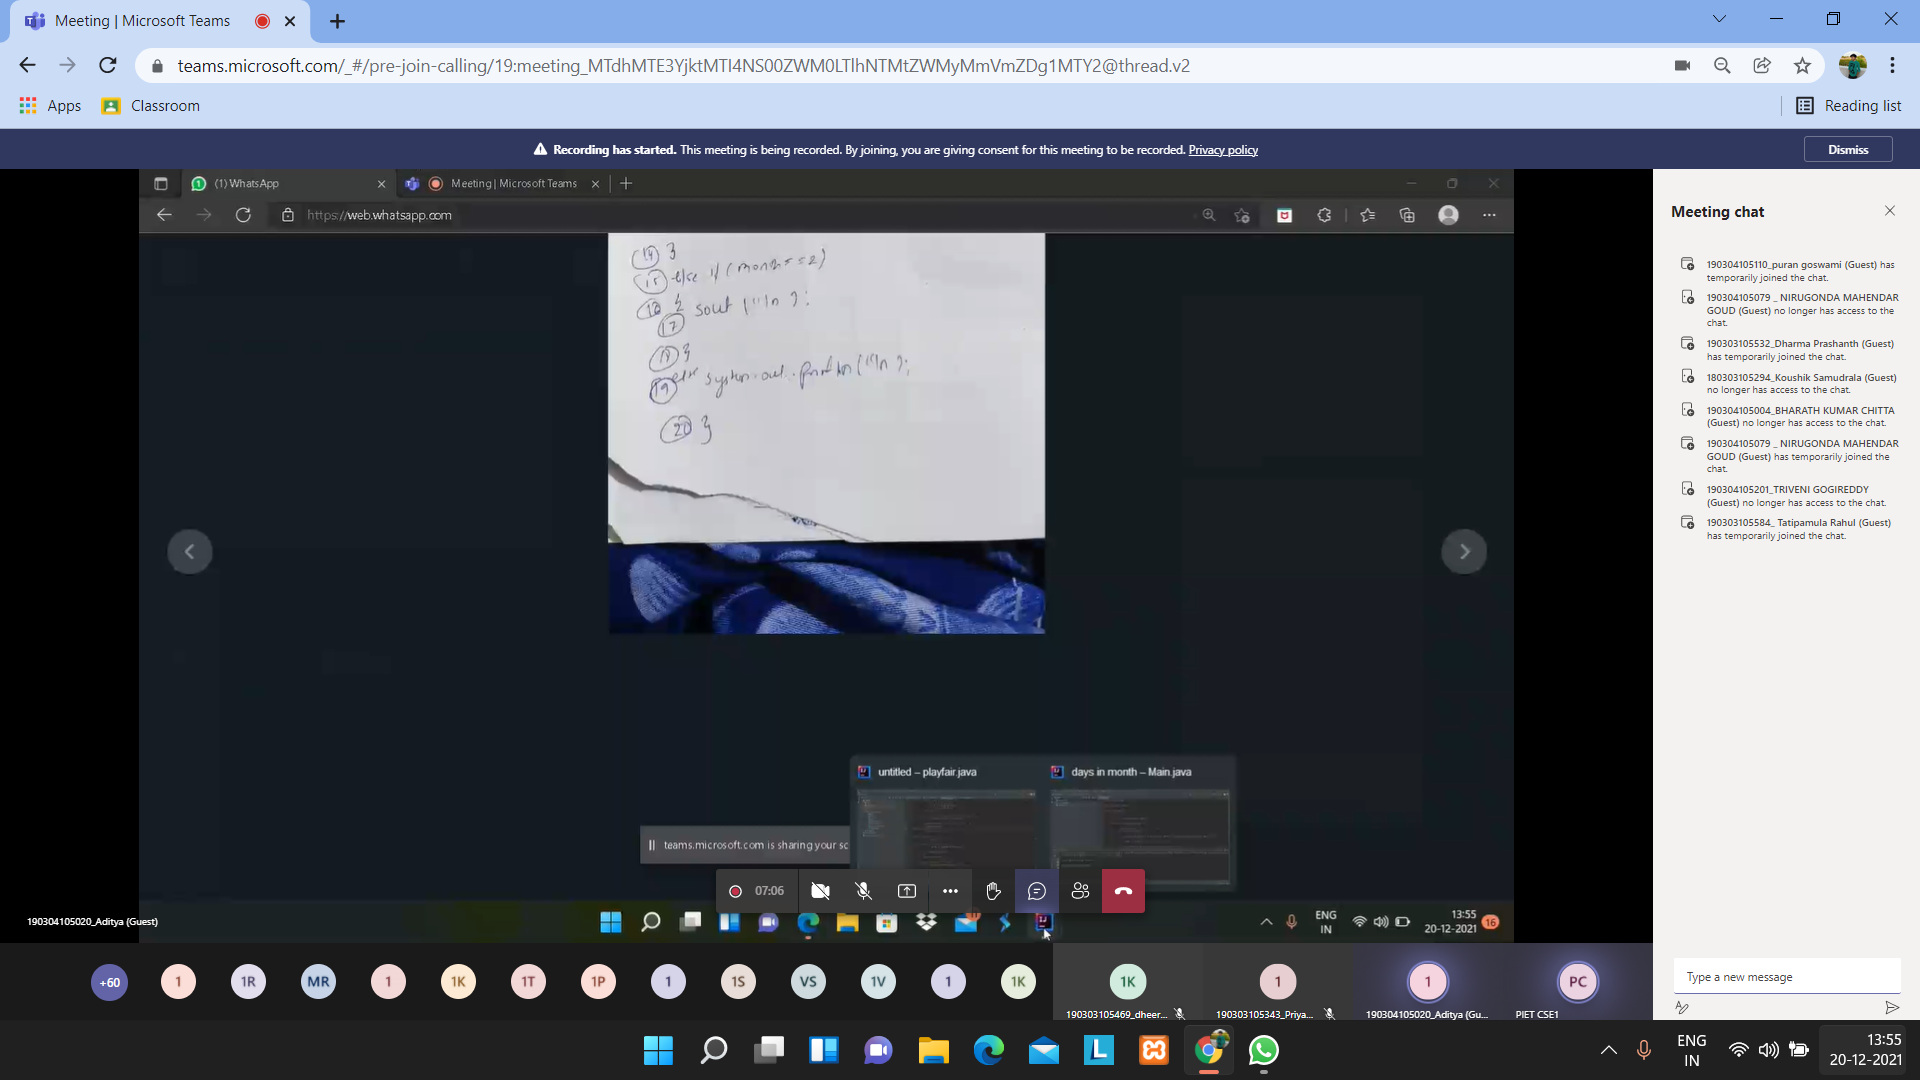 Meeting | Microsoft Teams
teams.microsoft.com/_#/pre-join-calling/19:meeting_MTdhMTE3YjktMTI4NS00ZWM0LTlhNTMtZWMyMmVmZDg1MTY2@thread.v2
Apps
Classroom
Reading list
Recording has started. This meeting is being recorded. By joining, you are giving consent for this meeting to be recorded. Privacy policy
Dismiss
(1) WhatsApp
Meeting | Microsoft Teams
https://web.whatsapp.com
14 }
15 else if (month==2)
16 {
17 sout ("\n");
}
19 else system.out.println("\n");
20 }
untitled – playfair.java
days in month – Main.java
teams.microsoft.com is sharing your sc
07:06
190304105020_Aditya (Guest)
ENG
IN
13:55
20-12-2021
16
Meeting chat
190304105110_puran goswami (Guest) has
temporarily joined the chat.
190304105079 _ NIRUGONDA MAHENDAR
GOUD (Guest) no longer has access to the
chat.
190303105532_Dharma Prashanth (Guest)
has temporarily joined the chat.
180303105294_Koushik Samudrala (Guest)
no longer has access to the chat.
190304105004_BHARATH KUMAR CHITTA
(Guest) no longer has access to the chat.
190304105079 _ NIRUGONDA MAHENDAR
GOUD (Guest) has temporarily joined the
chat.
190304105201_TRIVENI GOGIREDDY
(Guest) no longer has access to the chat.
190303105584_ Tatipamula Rahul (Guest)
has temporarily joined the chat.
Type a new message
+60
1
1R
MR
1
1K
1T
1P
1
1S
VS
1V
1
1K
1K
190303105469_dheer...
1
190303105343_Priya...
1
190304105020_Aditya (Gu...
PC
PIET CSE1
L
ENG
IN
13:55
20-12-2021